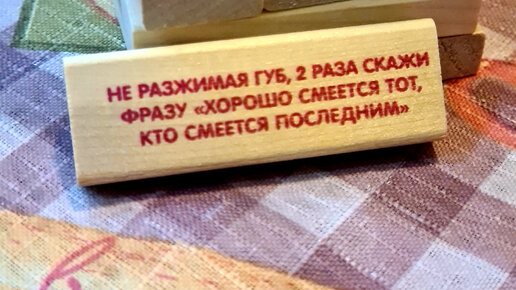 НЕ РАЗЖИМАЯ ГУБ, 2 РАЗА СКАЖИ
ФРАЗУ «ХОРОШО СМЕЕТСЯ ТОТ,
КТО СМЕЕТСЯ ПОСЛЕДНИМ»